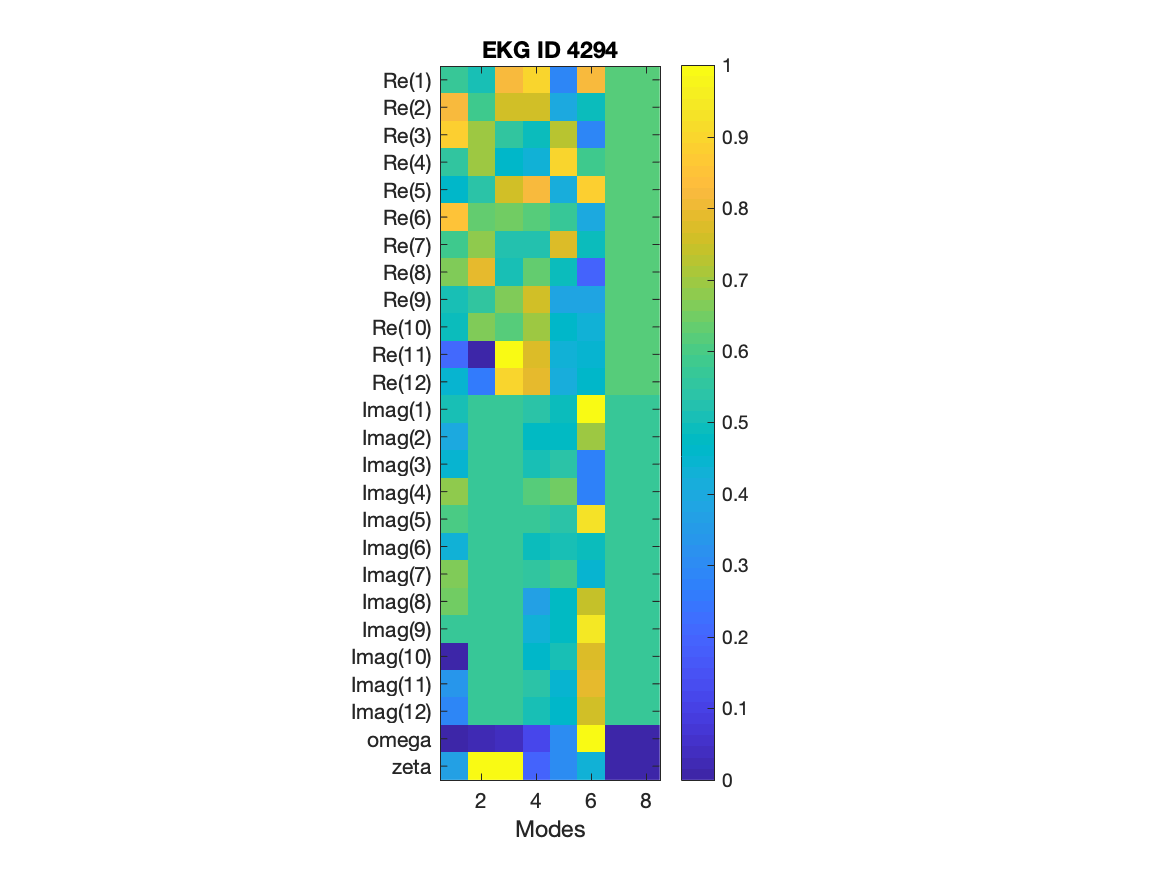 EKG ID 4294
Re(1)
Re(2)
Re(3)
Re(4)
Re(5)
Re(6)
Re(7)
Re(8)
Re(9)
Re(10)
Re(11)
Re(12)
Imag(1)
Imag(2)
Imag(3)
Imag(4)
Imag(5)
Imag(6)
Imag(7)
Imag(8)
Imag(9)
Imag(10)
Imag(11)
Imag(12)
omega
zeta
2 4 6 8
Modes
1
0.9
0.8
0.7
0.6
0.5
0.4
0.3
0.2
0.1
0